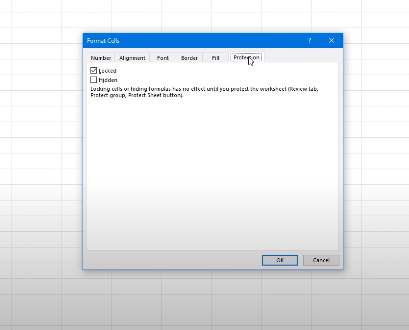 Format Cells
? ×
Number Alignment Font Border Fill Protection
Locked
Hidden
Locking cells or hiding formulas has no effect until you protect the worksheet (Review tab,
Protect group, Protect Sheet button).
OK Cancel